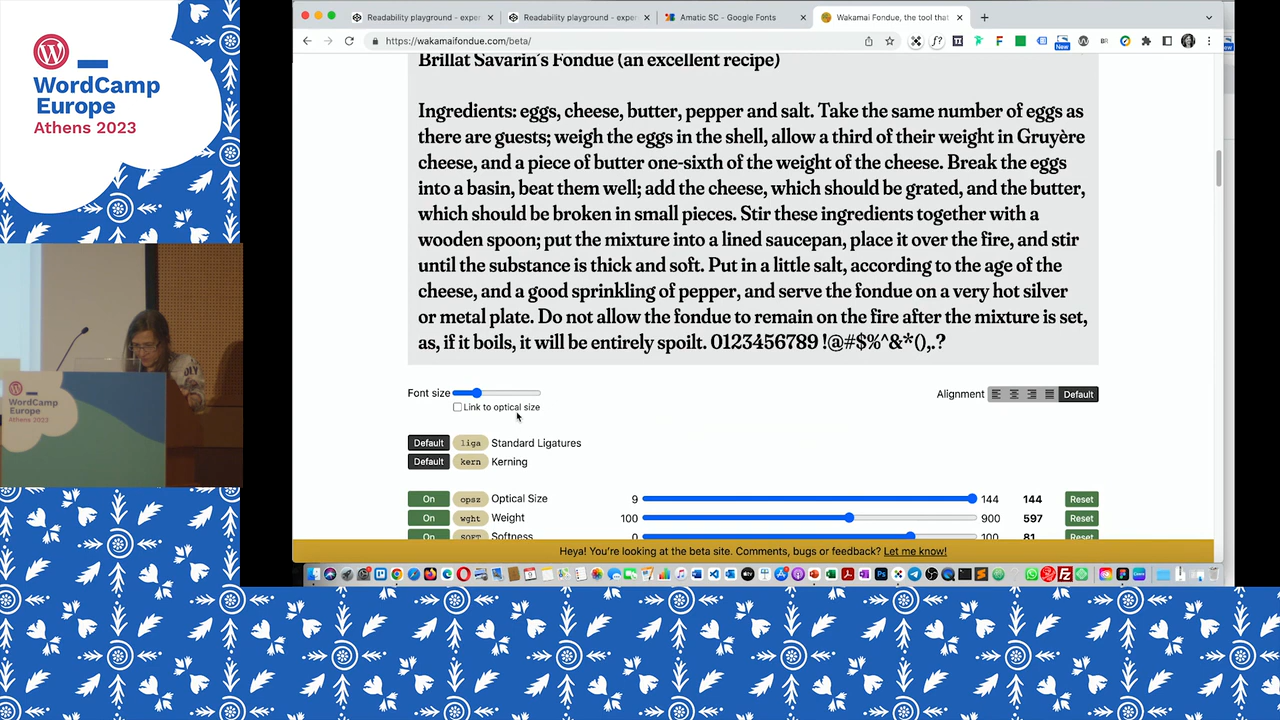 WordCamp
Europe
Athens 2023
Readability playground - exper
Readability playground - exper
Amatic SC - Google Fonts
Wakamai Fondue, the tool that
https://wakamaifondue.com/beta/
Brillat Savarin's Fondue (an excellent recipe)
Ingredients: eggs, cheese, butter, pepper and salt. Take the same number of eggs as
there are guests; weigh the eggs in the shell, allow a third of their weight in Gruyère
cheese, and a piece of butter one-sixth of the weight of the cheese. Break the eggs
into a basin, beat them well; add the cheese, which should be grated, and the butter,
which should be broken in small pieces. Stir these ingredients together with a
wooden spoon; put the mixture into a lined saucepan, place it over the fire, and stir
until the substance is thick and soft. Put in a little salt, according to the age of the
cheese, and a good sprinkling of pepper, and serve the fondue on a very hot silver
or metal plate. Do not allow the fondue to remain on the fire after the mixture is set,
as, if it boils, it will be entirely spoilt. 0123456789 !@#$%^&*(),.?
Font size
Alignment
Default
Link to optical size
Default liga Standard Ligatures
Default kern Kerning
On opsz Optical Size 9 144 144 Reset
On wght Weight 100 900 597 Reset
On SOFT Softness 0 100 81 Reset
Heya! You're looking at the beta site. Comments, bugs or feedback? Let me know!
WordCamp
Europe
Athens 2023